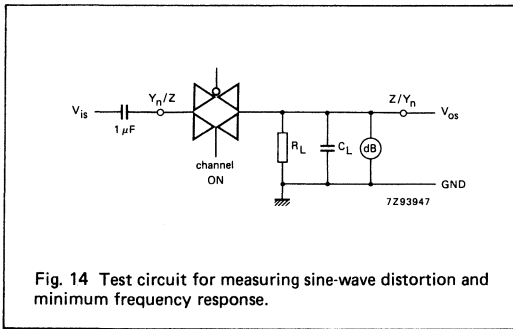 V_is
1 μF
Y_n/Z
channel
ON
R_L
C_L
dB
Z/Y_n
V_os
GND
7Z93947
Fig. 14 Test circuit for measuring sine-wave distortion and
minimum frequency response.